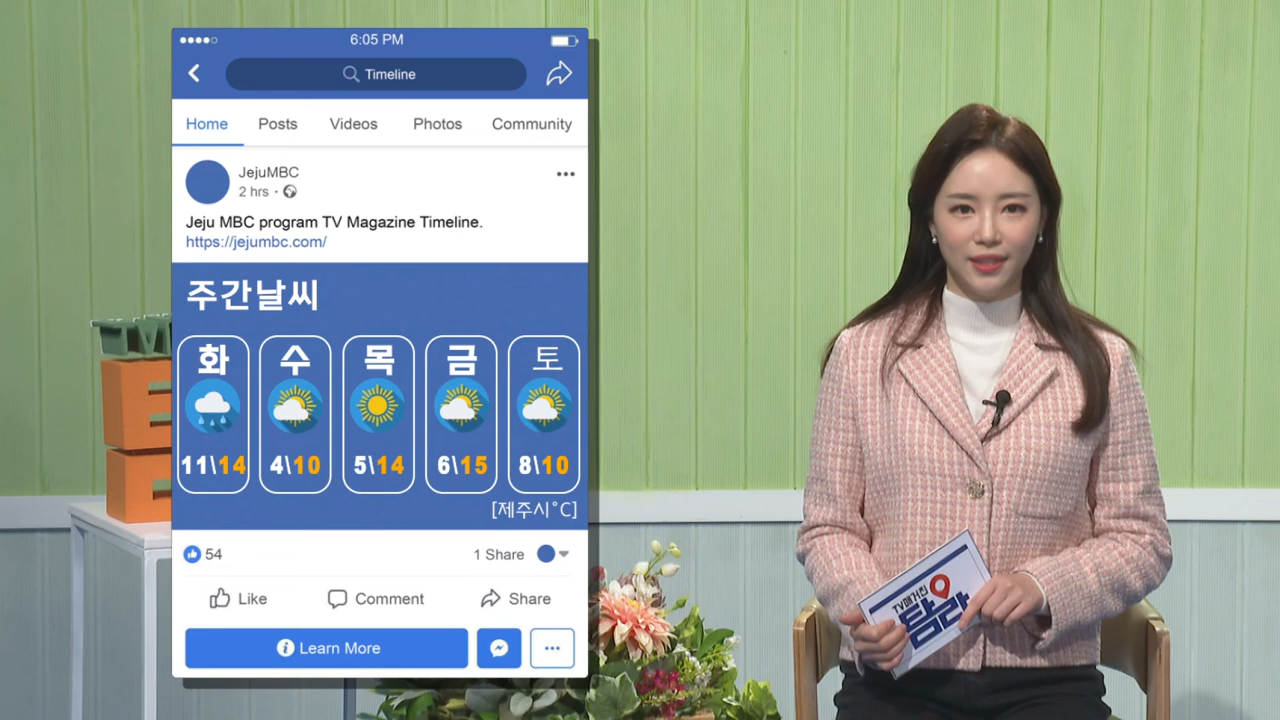 6:05 PM
Timeline
Home Posts Videos Photos Community
JejuMBC
2 hrs
Jeju MBC program TV Magazine Timeline.
https://jejumbc.com/
주간날씨
화 수 목 금 토
11\14 4\10 5\14 6\15 8\10
[제주시°C]
54 1 Share
Like Comment Share
Learn More
TV매거진
탐라